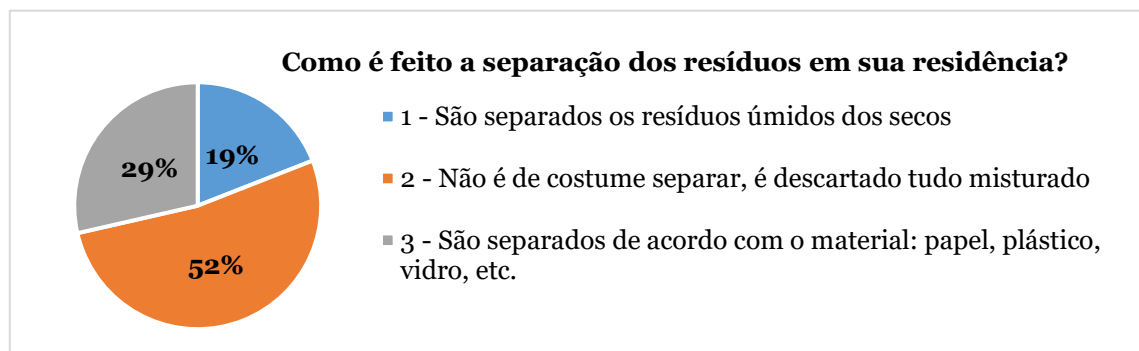 Como é feito a separação dos resíduos em sua residência?
1 - São separados os resíduos úmidos dos secos
19%
29%
2 - Não é de costume separar, é descartado tudo misturado
3 - São separados de acordo com o material: papel, plástico,
52%
vidro, etc.